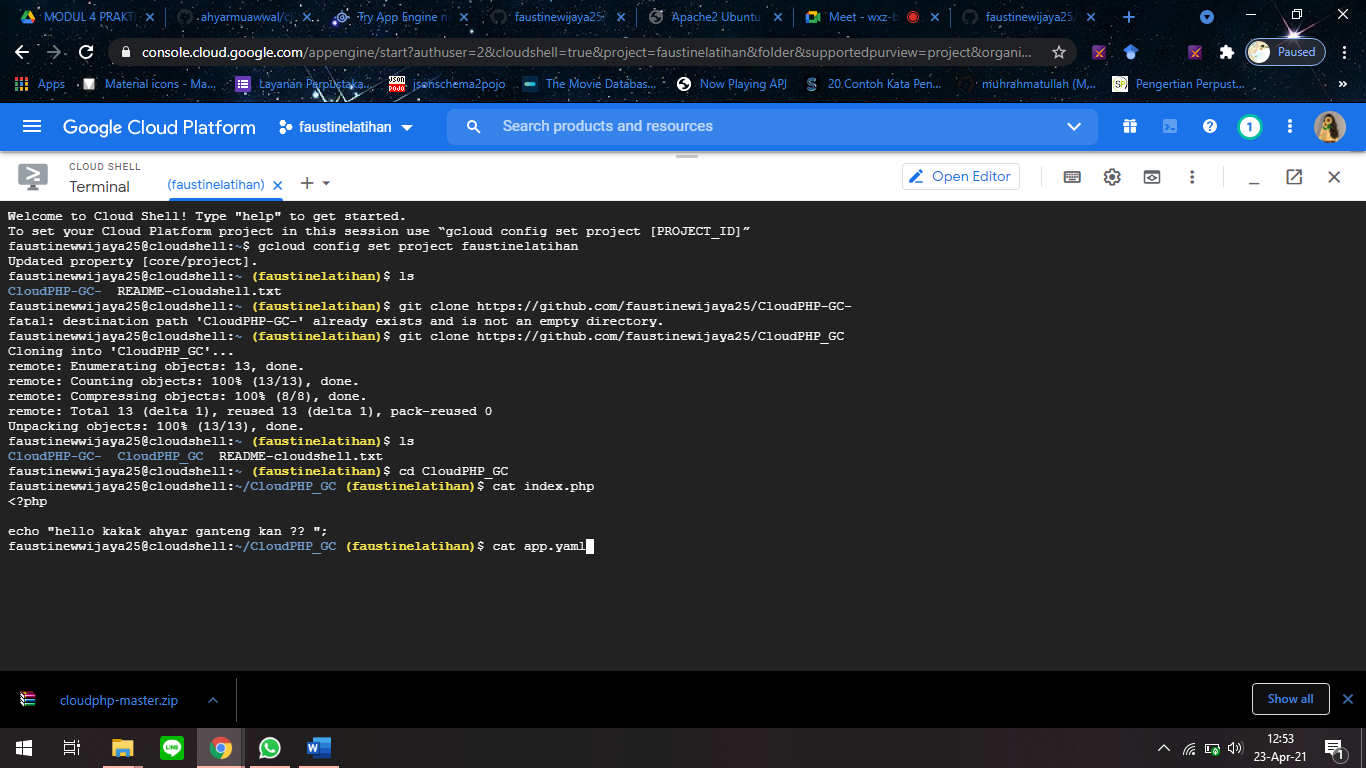 MODUL 4 PRAKT
ahyarmuawwal/cl
Try App Engine n
faustinewijaya25
Apache2 Ubuntu
Meet - wxz-b
faustinewijaya25/
console.cloud.google.com/appengine/start?authuser=2&cloudshell=true&project=faustinelatihan&folder&supportedpurview=project&organi...
Paused
Apps
Material icons - Ma...
Layanan Perpustaka...
jsonschema2pojo
The Movie Databas...
Now Playing APJ
20 Contoh Kata Pen...
muhrahmatullah (M,...
Pengertian Perpust...
Google Cloud Platform
faustinelatihan
Search products and resources
1
CLOUD SHELL
Terminal
(faustinelatihan)
Open Editor
Welcome to Cloud Shell! Type "help" to get started.
To set your Cloud Platform project in this session use “gcloud config set project [PROJECT_ID]”
faustinewwijaya25@cloudshell:~$ gcloud config set project faustinelatihan
Updated property [core/project].
faustinewwijaya25@cloudshell:~ (faustinelatihan)$ ls
CloudPHP-GC-  README-cloudshell.txt
faustinewwijaya25@cloudshell:~ (faustinelatihan)$ git clone https://github.com/faustinewijaya25/CloudPHP-GC-
fatal: destination path 'CloudPHP-GC-' already exists and is not an empty directory.
faustinewwijaya25@cloudshell:~ (faustinelatihan)$ git clone https://github.com/faustinewijaya25/CloudPHP_GC
Cloning into 'CloudPHP_GC'...
remote: Enumerating objects: 13, done.
remote: Counting objects: 100% (13/13), done.
remote: Compressing objects: 100% (8/8), done.
remote: Total 13 (delta 1), reused 13 (delta 1), pack-reused 0
Unpacking objects: 100% (13/13), done.
faustinewwijaya25@cloudshell:~ (faustinelatihan)$ ls
CloudPHP-GC-  CloudPHP_GC  README-cloudshell.txt
faustinewwijaya25@cloudshell:~ (faustinelatihan)$ cd CloudPHP_GC
faustinewwijaya25@cloudshell:~/CloudPHP_GC (faustinelatihan)$ cat index.php
<?php
echo "hello kakak ahyar ganteng kan ?? ";
faustinewwijaya25@cloudshell:~/CloudPHP_GC (faustinelatihan)$ cat app.yaml
cloudphp-master.zip
Show all
12:53
23-Apr-21
1